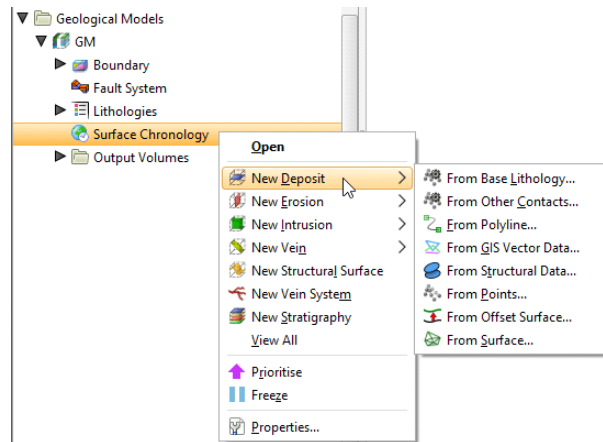 Geological Models
GM
Boundary
Fault System
Lithologies
Surface Chronology
Output Volumes
Open
New Deposit
New Erosion
New Intrusion
New Vein
New Structural Surface
New Vein System
New Stratigraphy
View All
Prioritise
Freeze
Properties...
From Base Lithology...
From Other Contacts...
From Polyline...
From GIS Vector Data...
From Structural Data...
From Points...
From Offset Surface...
From Surface...